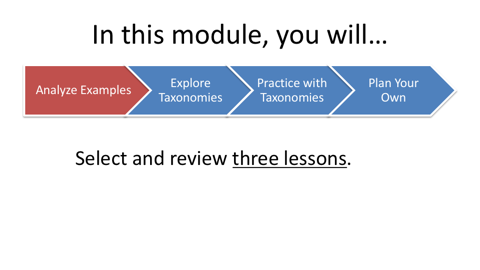 In this module, you will…
Analyze Examples
Explore
Taxonomies
Practice with
Taxonomies
Plan Your
Own
Select and review three lessons.